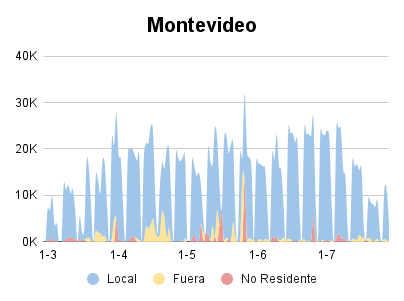 Montevideo
40K
30K
20K
10K
0K
1-3 1-4 1-5 1-6 1-7
Local Fuera No Residente